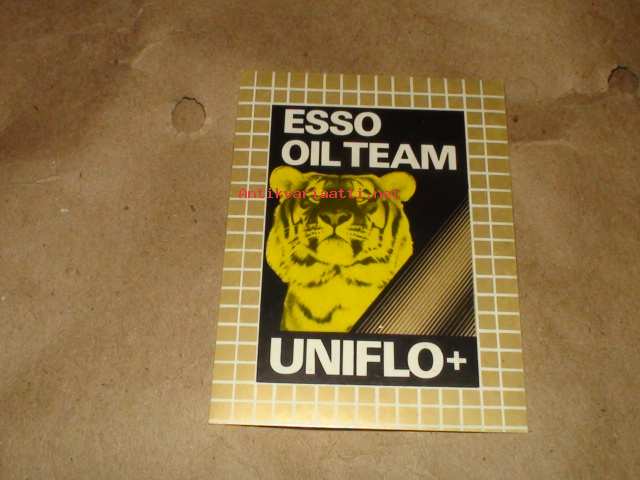 ESSO
OIL TEAM
Antikvariaatti.net
UNIFLO+